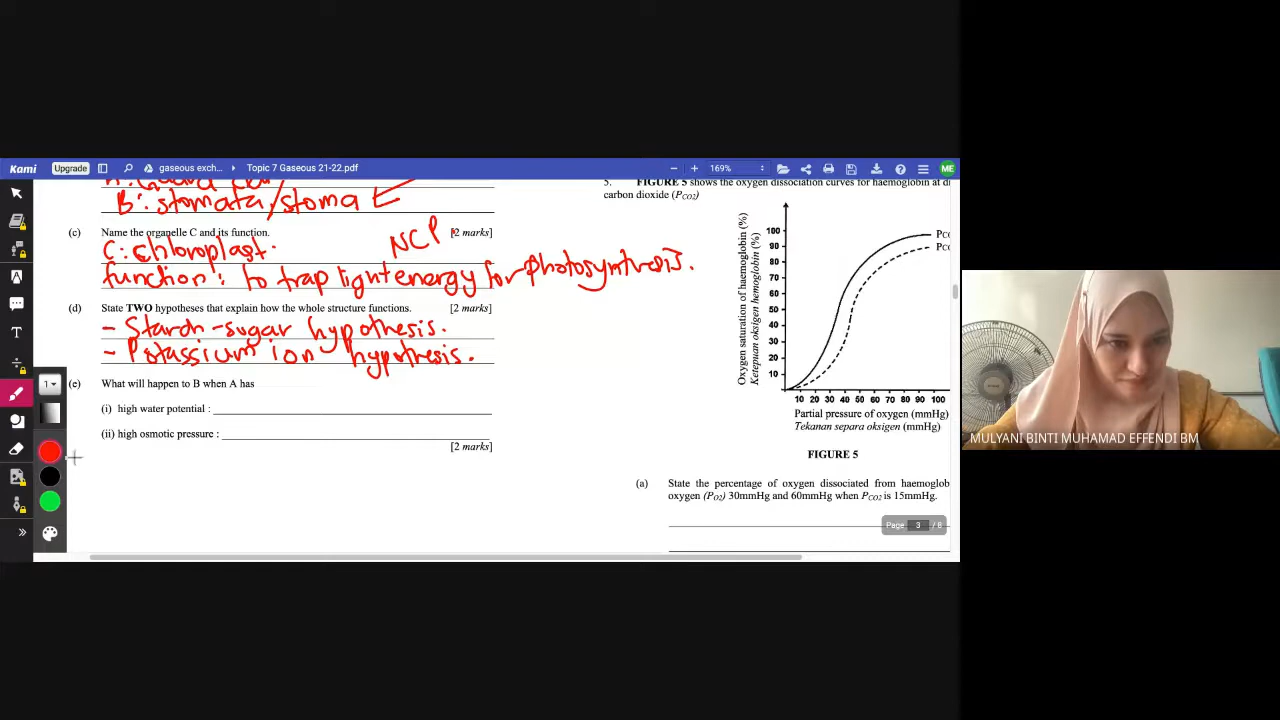 Kami
Upgrade
gaseous exch...
Topic 7 Gaseous 21-22.pdf
169%
ME
B: stomata/stoma
(c) Name the organelle C and its function. [2 marks]
C: chloroplast.
NCP
function: to trap light energy for photosynthesis.
(d) State TWO hypotheses that explain how the whole structure functions. [2 marks]
- Starch-sugar hypothesis.
- Potassium ion hypothesis.
(e) What will happen to B when A has
(i) high water potential :
(ii) high osmotic pressure :
[2 marks]
1
5. FIGURE 5 shows the oxygen dissociation curves for haemoglobin at di
carbon dioxide (PCO2)
Oxygen saturation of haemoglobin (%)
Ketepuan oksigen hemoglobin (%)
100
90
80
70
60
50
40
30
20
10
PCO
PCO
10 20 30 40 50 60 70 80 90 100
Partial pressure of oxygen (mmHg)
Tekanan separa oksigen (mmHg)
FIGURE 5
(a) State the percentage of oxygen dissociated from haemoglob
oxygen (PO2) 30mmHg and 60mmHg when PCO2 is 15mmHg.
Page 3 / 8
MULYANI BINTI MUHAMAD EFFENDI BM